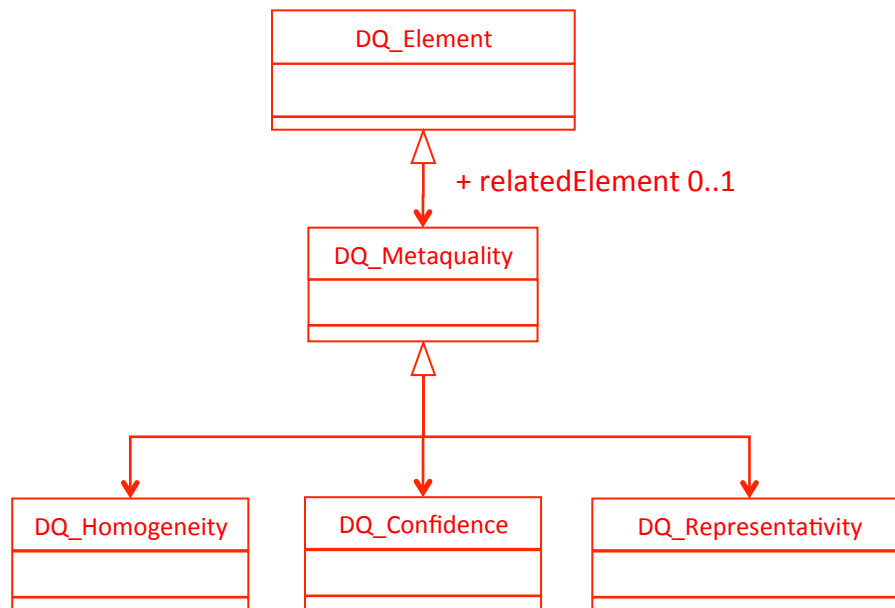 DQ_Element
+ relatedElement 0..1
DQ_Metaquality
DQ_Homogeneity
DQ_Confidence
DQ_Representativity